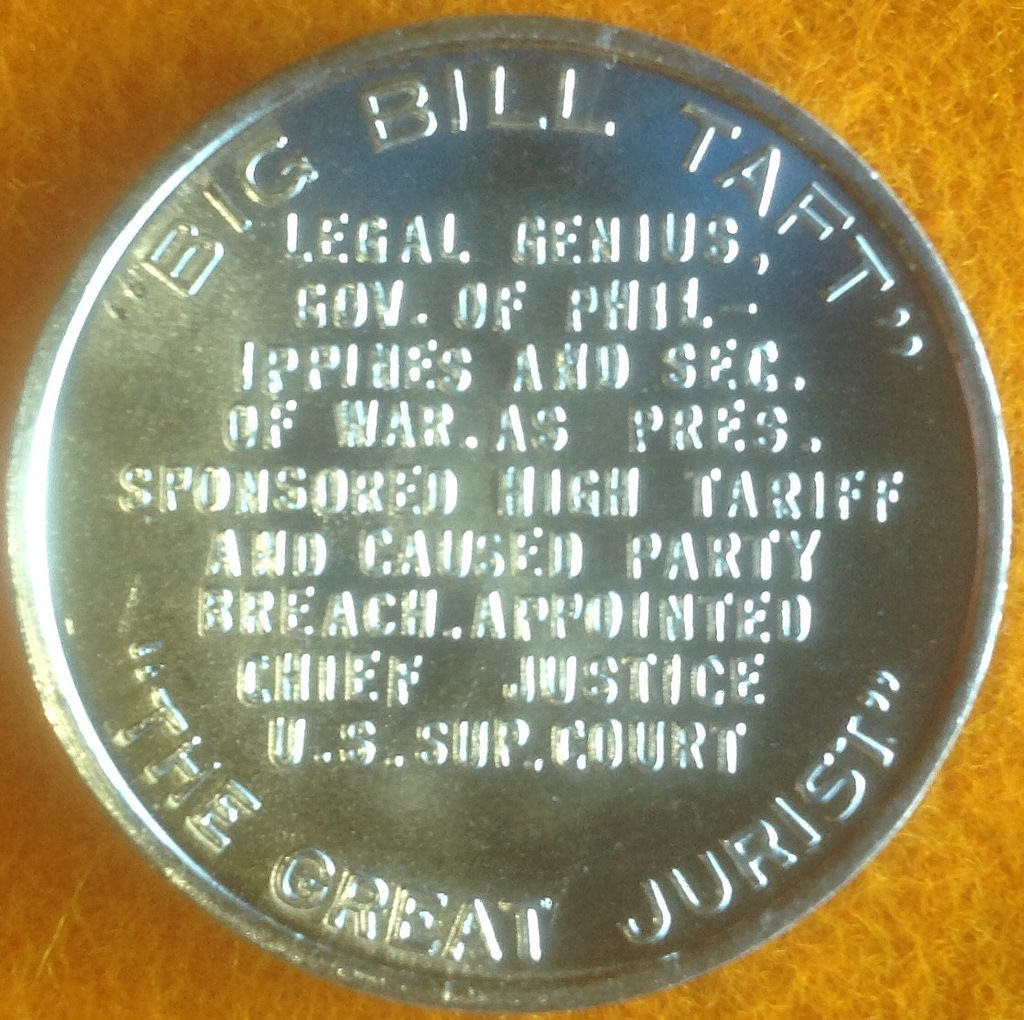 "BIG BILL TAFT"
LEGAL GENIUS,
GOV. OF PHIL-
IPPINES AND SEC.
OF WAR. AS PRES.
SPONSORED HIGH TARIFF
AND CAUSED PARTY
BREACH. APPOINTED
CHIEF JUSTICE
U.S. SUP. COURT
"THE GREAT JURIST"